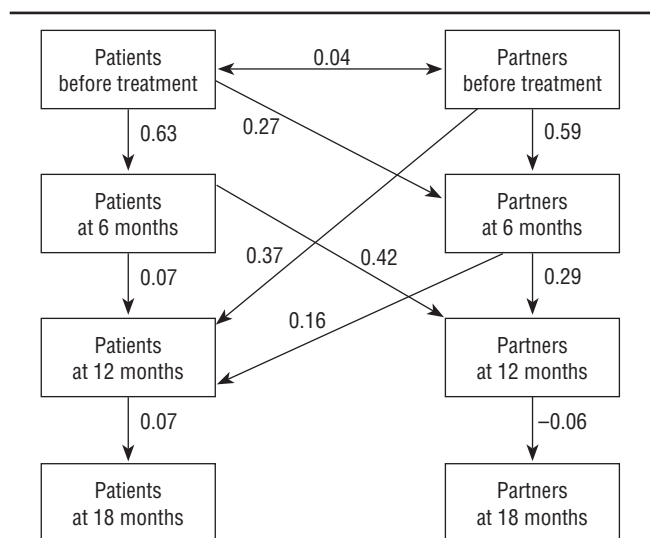 Patients
before treatment
0.04
Partners
before treatment
0.63
0.27
0.59
Patients
at 6 months
Partners
at 6 months
0.07
0.37
0.42
0.29
0.16
Patients
at 12 months
Partners
at 12 months
0.07
–0.06
Patients
at 18 months
Partners
at 18 months